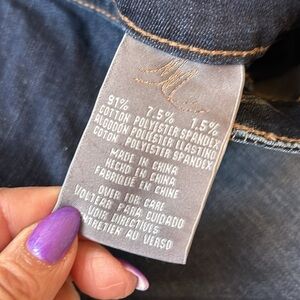 91% 7.5% 1.5%
COTTON POLYESTER SPANDEX
ALGODON POLIESTER ELASTINO
COTON POLYESTER SPANDEX
MADE IN CHINA
HECHO EN CHINA
FABRIQUE EN CHINE
OVER FOR CARE
VOLTEAR PARA CUIDADO
VOIR DIRECTIVES
ENTRETIEN AU VERSO